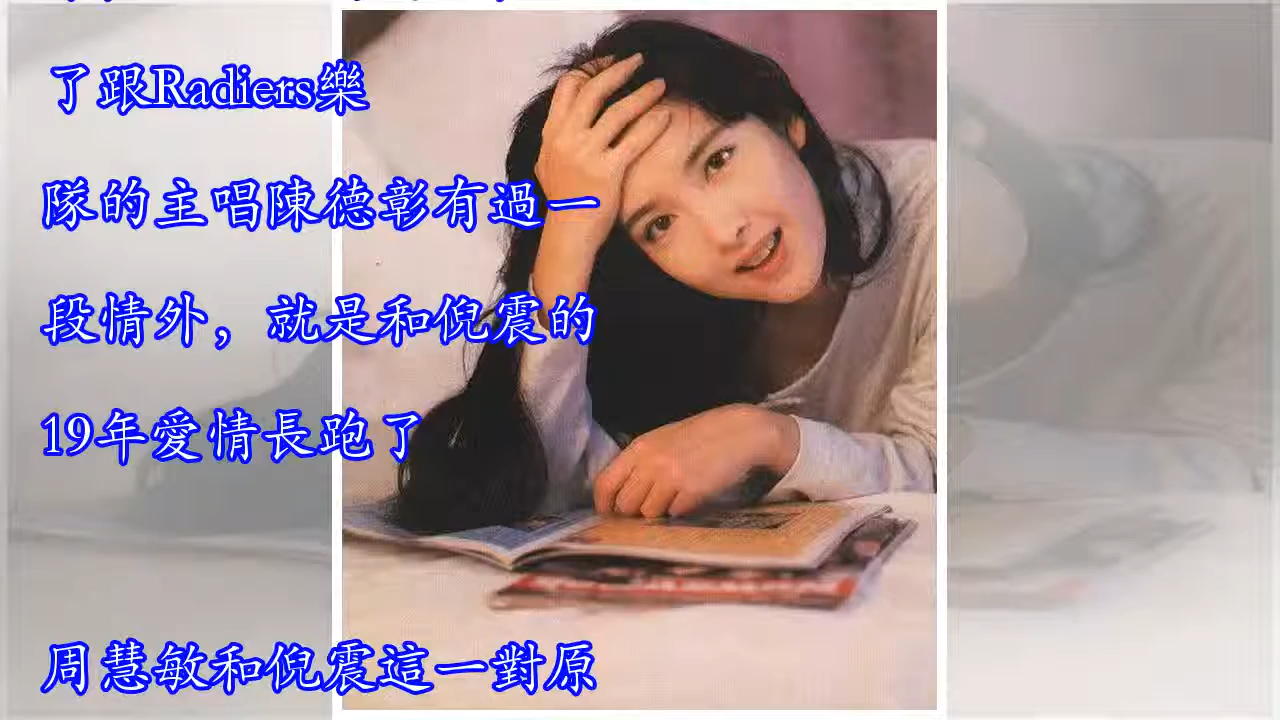 了跟Radiers樂
隊的主唱陳德彰有過一
段情外，就是和倪震的
19年愛情長跑了
周慧敏和倪震這一對原